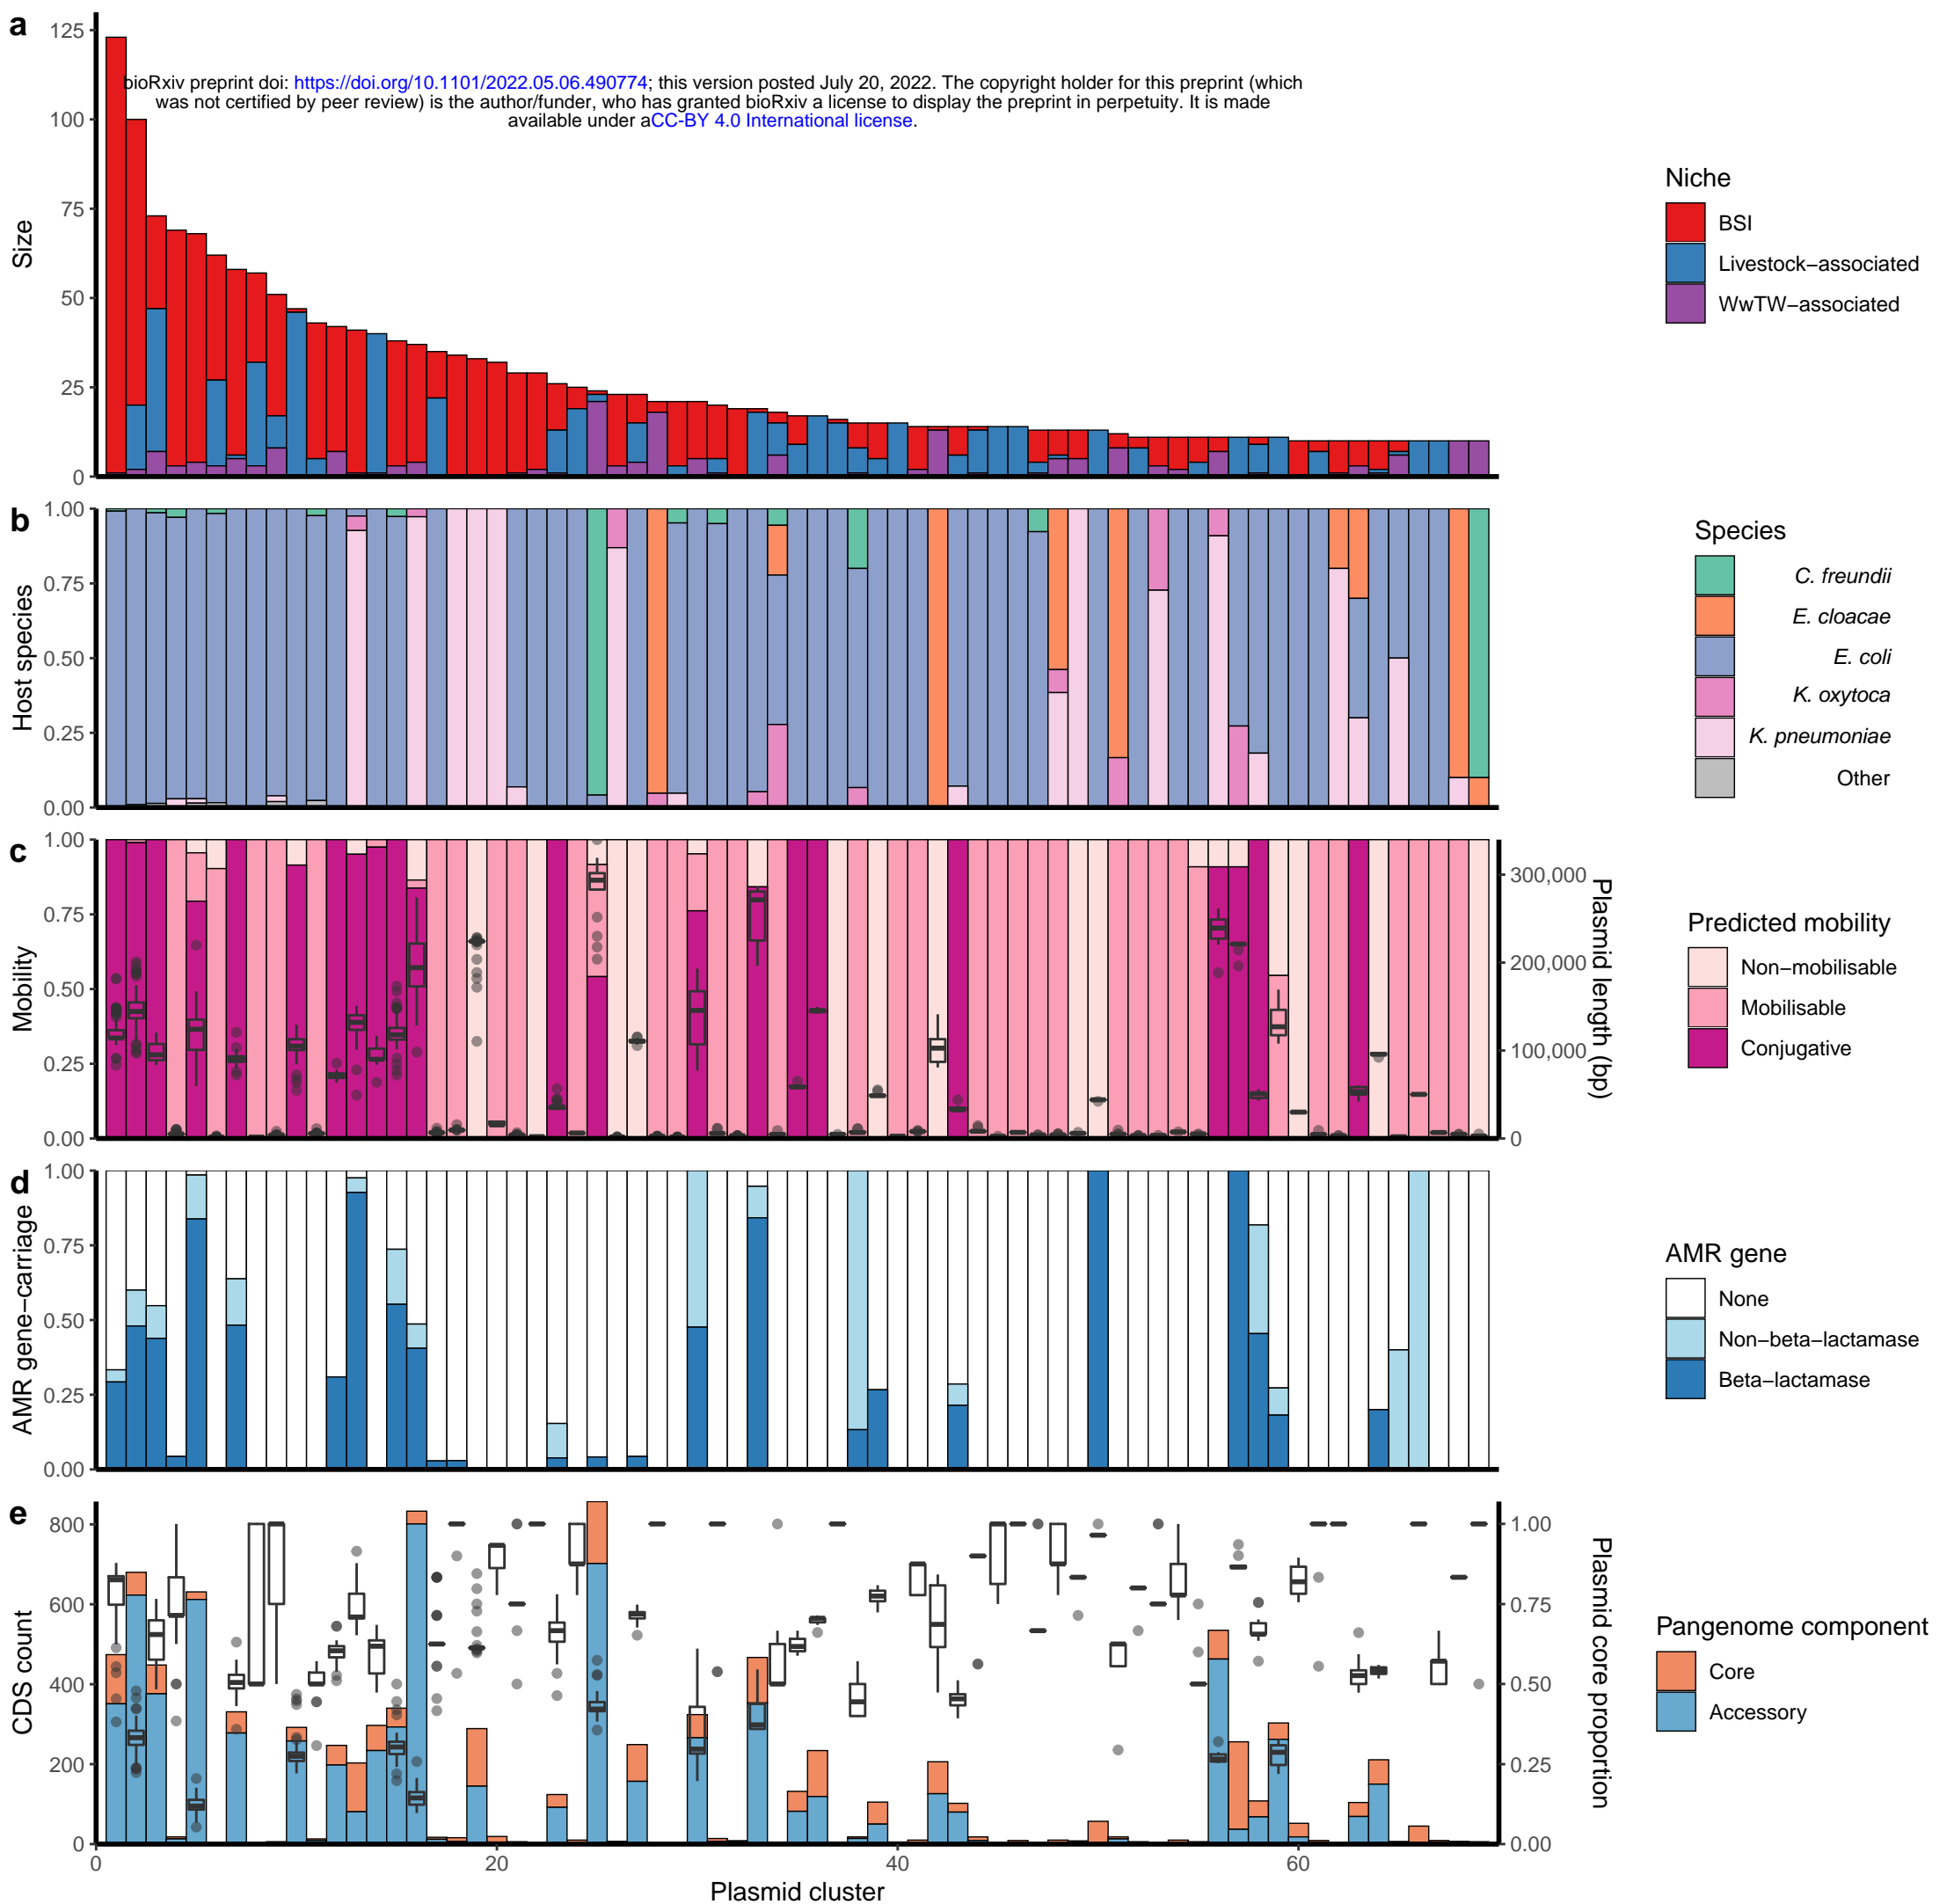 a
125
100
75
50
25
0
Size
bioRxiv preprint doi: https://doi.org/10.1101/2022.05.06.490774; this version posted July 20, 2022. The copyright holder for this preprint (which
was not certified by peer review) is the author/funder, who has granted bioRxiv a license to display the preprint in perpetuity. It is made
available under aCC-BY 4.0 International license.
Niche
BSI
Livestock−associated
WwTW−associated
b
1.00
0.75
0.50
0.25
0.00
Host species
Species
C. freundii
E. cloacae
E. coli
K. oxytoca
K. pneumoniae
Other
c
1.00
0.75
0.50
0.25
0.00
Mobility
300,000
200,000
100,000
0
Plasmid length (bp)
Predicted mobility
Non−mobilisable
Mobilisable
Conjugative
d
1.00
0.75
0.50
0.25
0.00
AMR gene−carriage
AMR gene
None
Non−beta−lactamase
Beta−lactamase
e
800
600
400
200
0
CDS count
1.00
0.75
0.50
0.25
0.00
Plasmid core proportion
Pangenome component
Core
Accessory
0
20
40
60
Plasmid cluster